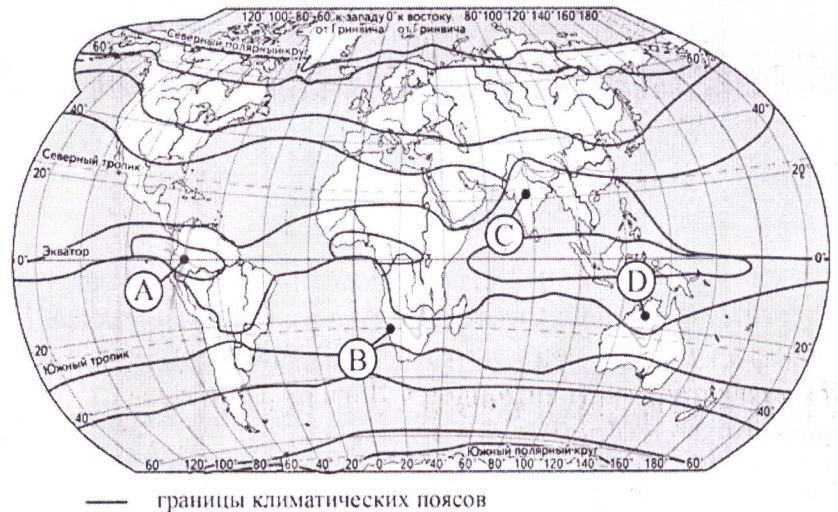 120° 100° 80° 60° к западу 0° к востоку 80° 100° 120° 140° 160° 180°
от Гринвича от Гринвича
Северный полярный круг
60° 60°
40° 40°
Северный тропик
20° 20°
Экватор
0° 0°
A
C
D
B
20° 20°
Южный тропик
40° 40°
Южный полярный круг
60° 120° 100° 80° 60° 40° 20° 0° 20° 40° 60° 80° 100° 120° 140° 160° 180° 60°
границы климатических поясов